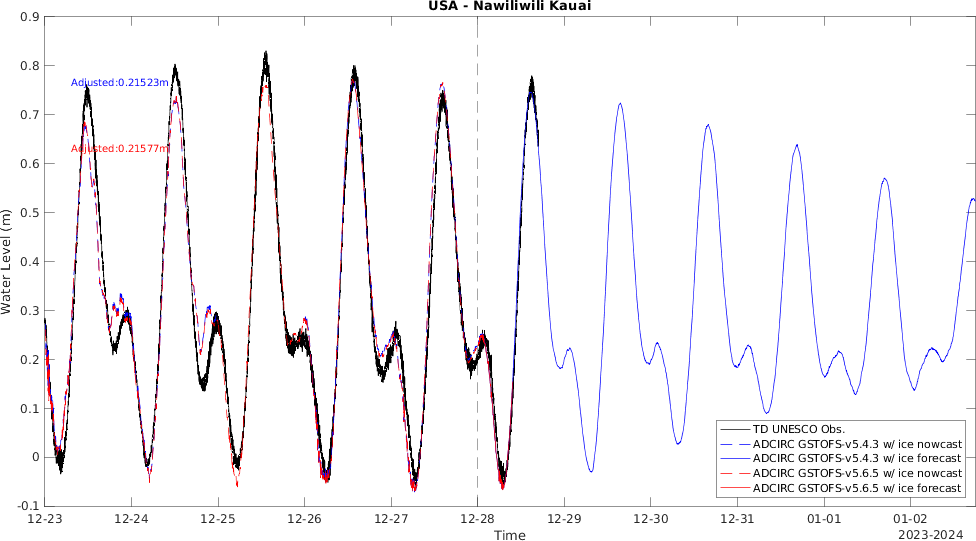 USA - Nawiliwili Kauai
0.9
0.8
0.7
0.6
0.5
0.4
0.3
0.2
0.1
0
-0.1
Water Level (m)
Adjusted:0.21523m
Adjusted:0.21577m
TD UNESCO Obs.
ADCIRC GSTOFS-v5.4.3 w/ ice nowcast
ADCIRC GSTOFS-v5.4.3 w/ ice forecast
ADCIRC GSTOFS-v5.6.5 w/ ice nowcast
ADCIRC GSTOFS-v5.6.5 w/ ice forecast
12-23 12-24 12-25 12-26 12-27 12-28 12-29 12-30 12-31 01-01 01-02
Time
2023-2024